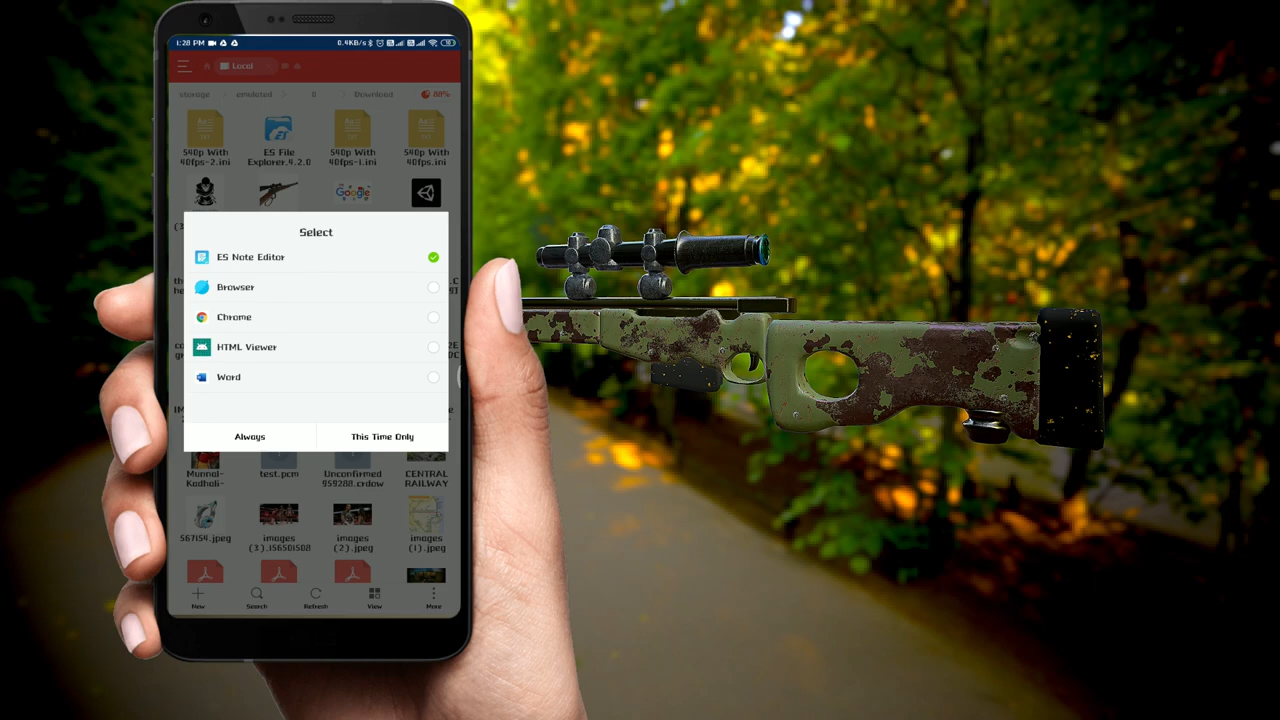 1:28 PM
0.4KB/s
Local
storage
emulated
0
Download
88%
540p With
40fps-2.ini
ES File
Explorer.4.2.0
540p With
40fps-1.ini
540p With
40fps.ini
Google
Select
ES Note Editor
Browser
Chrome
HTML Viewer
Word
Always
This Time Only
Munnal-
Kadhali-
test.pcm
Unconfirmed
959288.crdow
CENTRAL
RAILWAY
567154.jpeg
images
(3).156501508
images
(2).jpeg
images
(1).jpeg
New
Search
Refresh
View
More